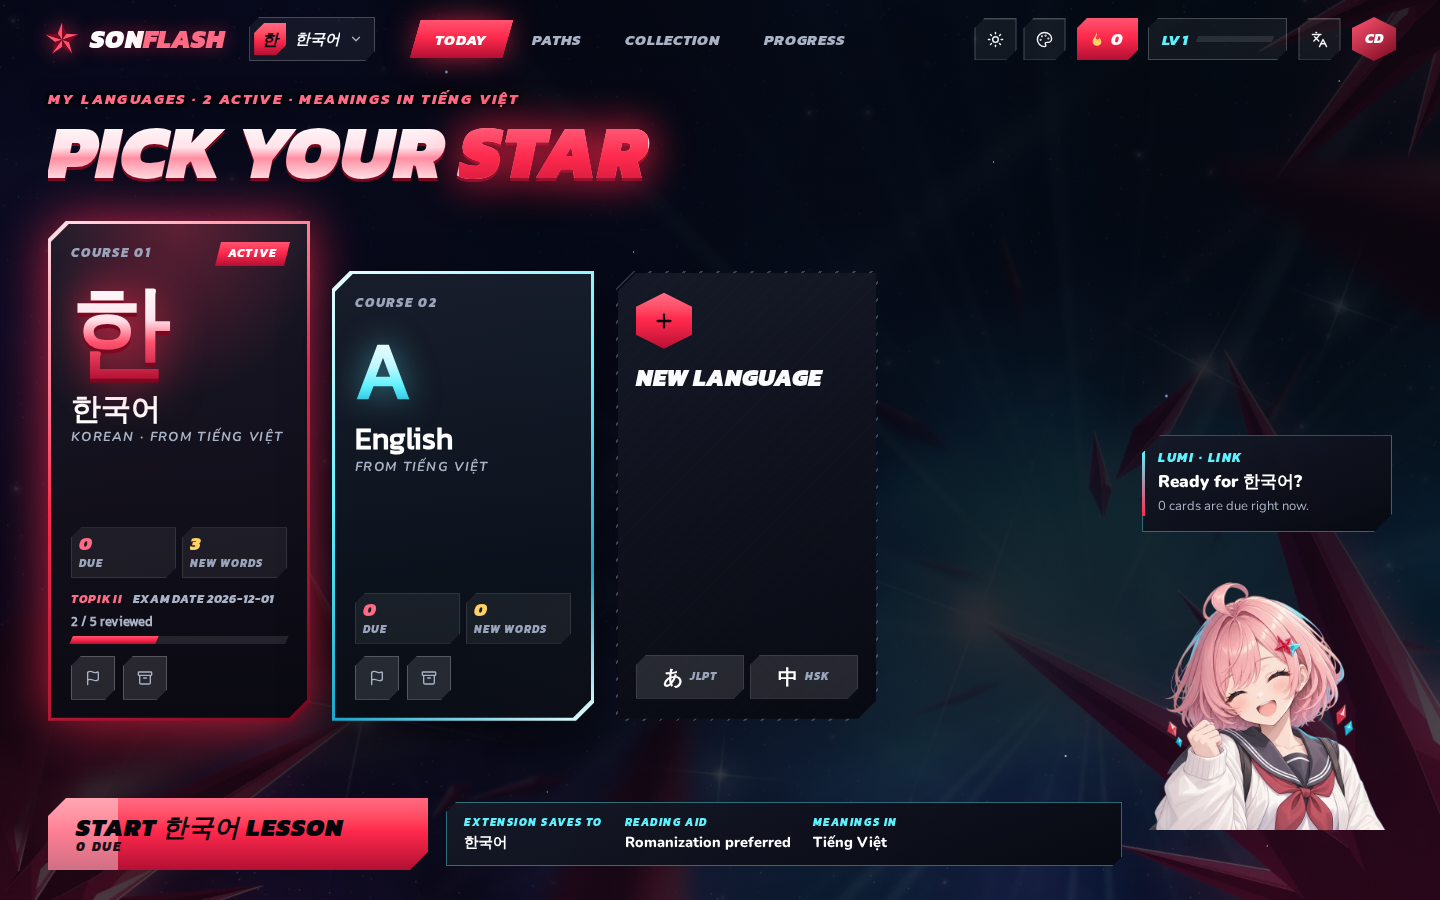 SONFLASH
한 한국어
TODAY
PATHS
COLLECTION
PROGRESS
0
LV 1
CD
MY LANGUAGES · 2 ACTIVE · MEANINGS IN TIẾNG VIỆT
PICK YOUR STAR
COURSE 01
ACTIVE
한
한국어
KOREAN · FROM TIẾNG VIỆT
0
DUE
3
NEW WORDS
TOPIK II EXAM DATE 2026-12-01
2 / 5 reviewed
COURSE 02
A
English
FROM TIẾNG VIỆT
0
DUE
0
NEW WORDS
+
NEW LANGUAGE
あ JLPT
中 HSK
LUMI · LINK
Ready for 한국어?
0 cards are due right now.
START 한국어 LESSON
0 DUE
EXTENSION SAVES TO
한국어
READING AID
Romanization preferred
MEANINGS IN
Tiếng Việt